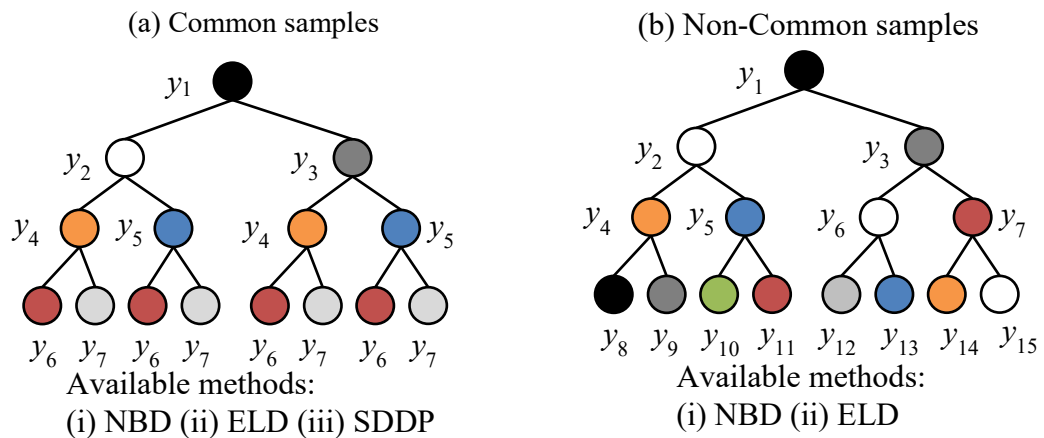 (a) Common samples
y1
y2
y3
y4
y5
y4
y5
y6
y7
y6
y7
y6
y7
y6
y7
Available methods:
(i) NBD (ii) ELD (iii) SDDP
(b) Non-Common samples
y1
y2
y3
y4
y5
y6
y7
y8
y9
y10
y11
y12
y13
y14
y15
Available methods:
(i) NBD (ii) ELD